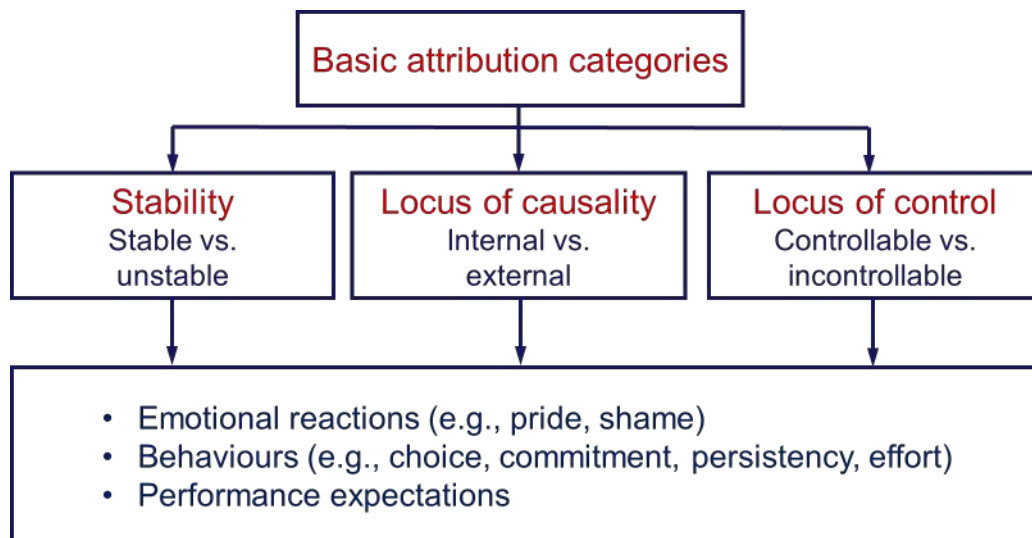 Basic attribution categories
Stability
Stable vs.
unstable
Locus of causality
Internal vs.
external
Locus of control
Controllable vs.
incontrollable
• Emotional reactions (e.g., pride, shame)
• Behaviours (e.g., choice, commitment, persistency, effort)
• Performance expectations